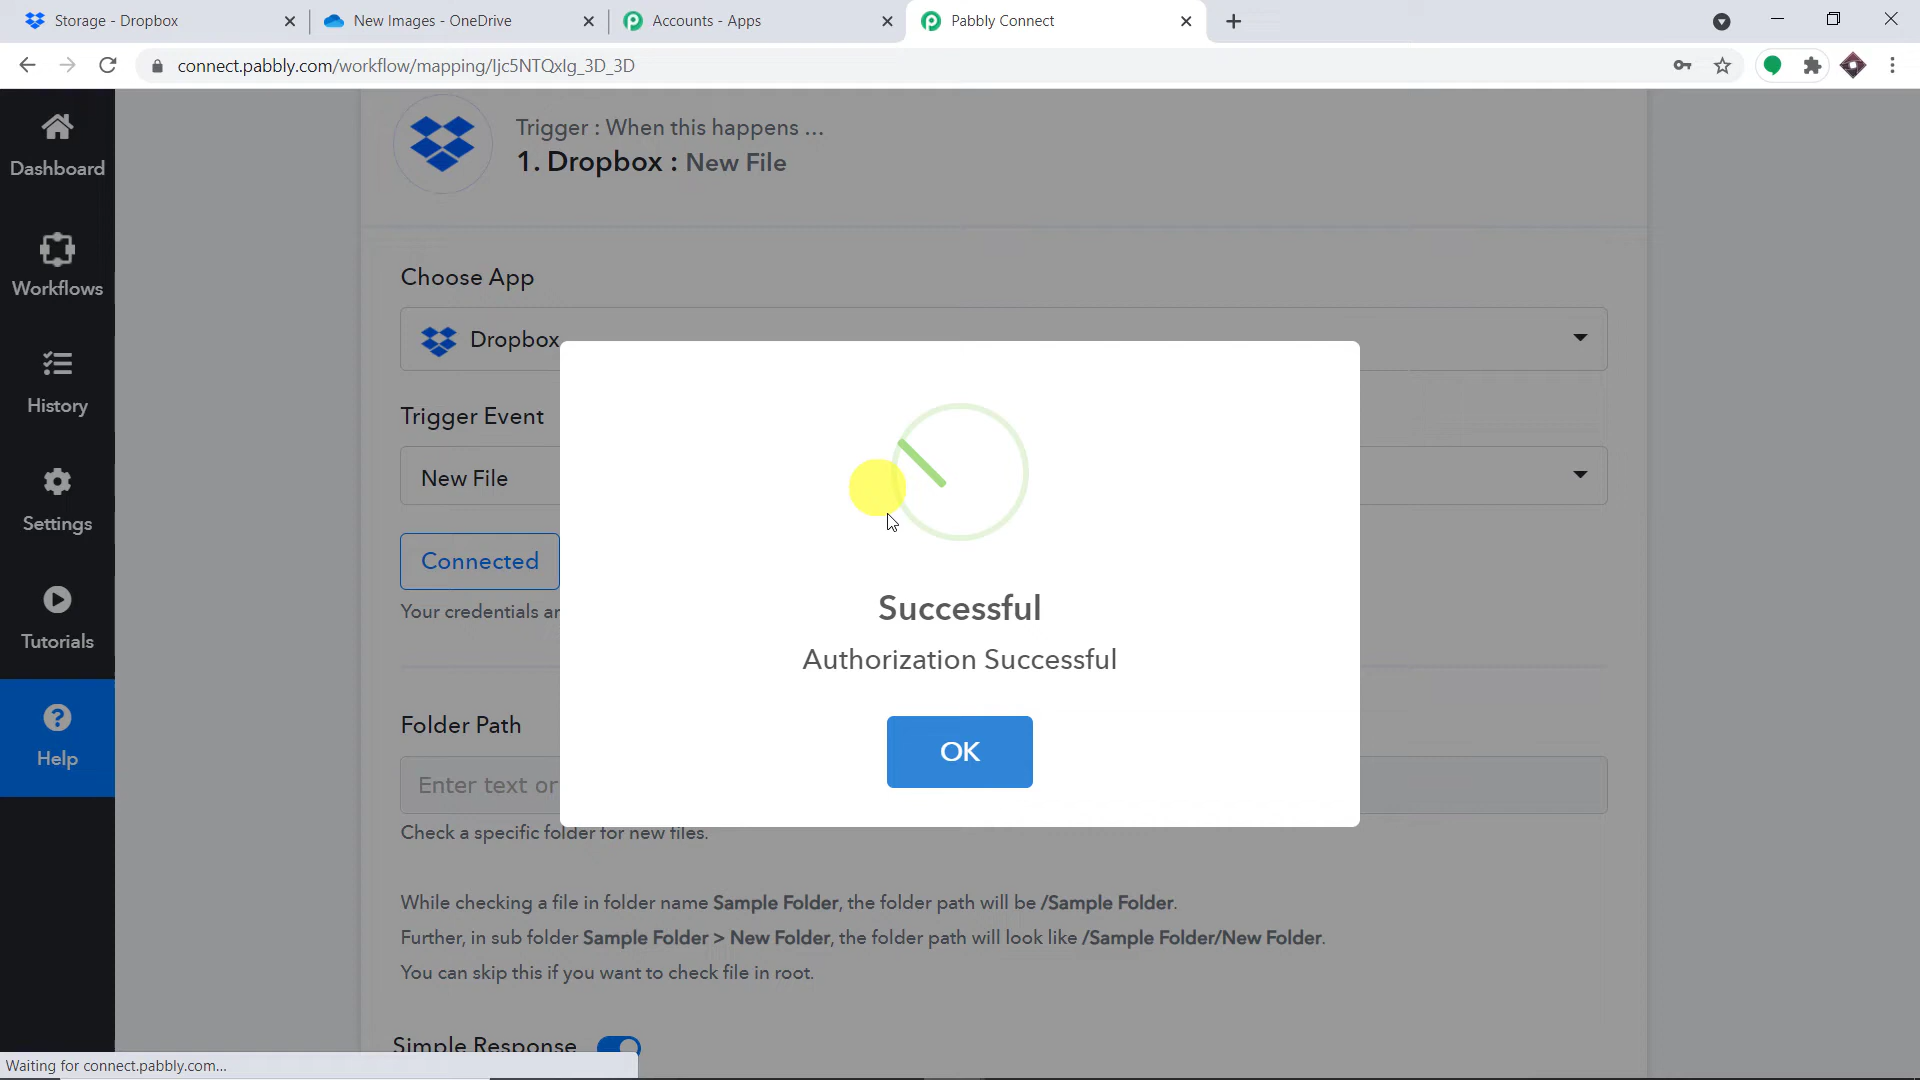 Storage - Dropbox
New Images - OneDrive
Accounts - Apps
Pabbly Connect
connect.pabbly.com/workflow/mapping/Ijc5NTQxIg_3D_3D
Dashboard
Workflows
History
Settings
Tutorials
Help
Trigger : When this happens ...
1. Dropbox : New File
Choose App
Dropbox
Trigger Event
New File
Connected
Your credentials
Successful
Authorization Successful
OK
Folder Path
Enter text or
Check a specific folder for new files.
While checking a file in folder name Sample Folder, the folder path will be /Sample Folder.
Further, in sub folder Sample Folder > New Folder, the folder path will look like /Sample Folder/New Folder.
You can skip this if you want to check file in root.
Simple Response
Waiting for connect.pabbly.com...